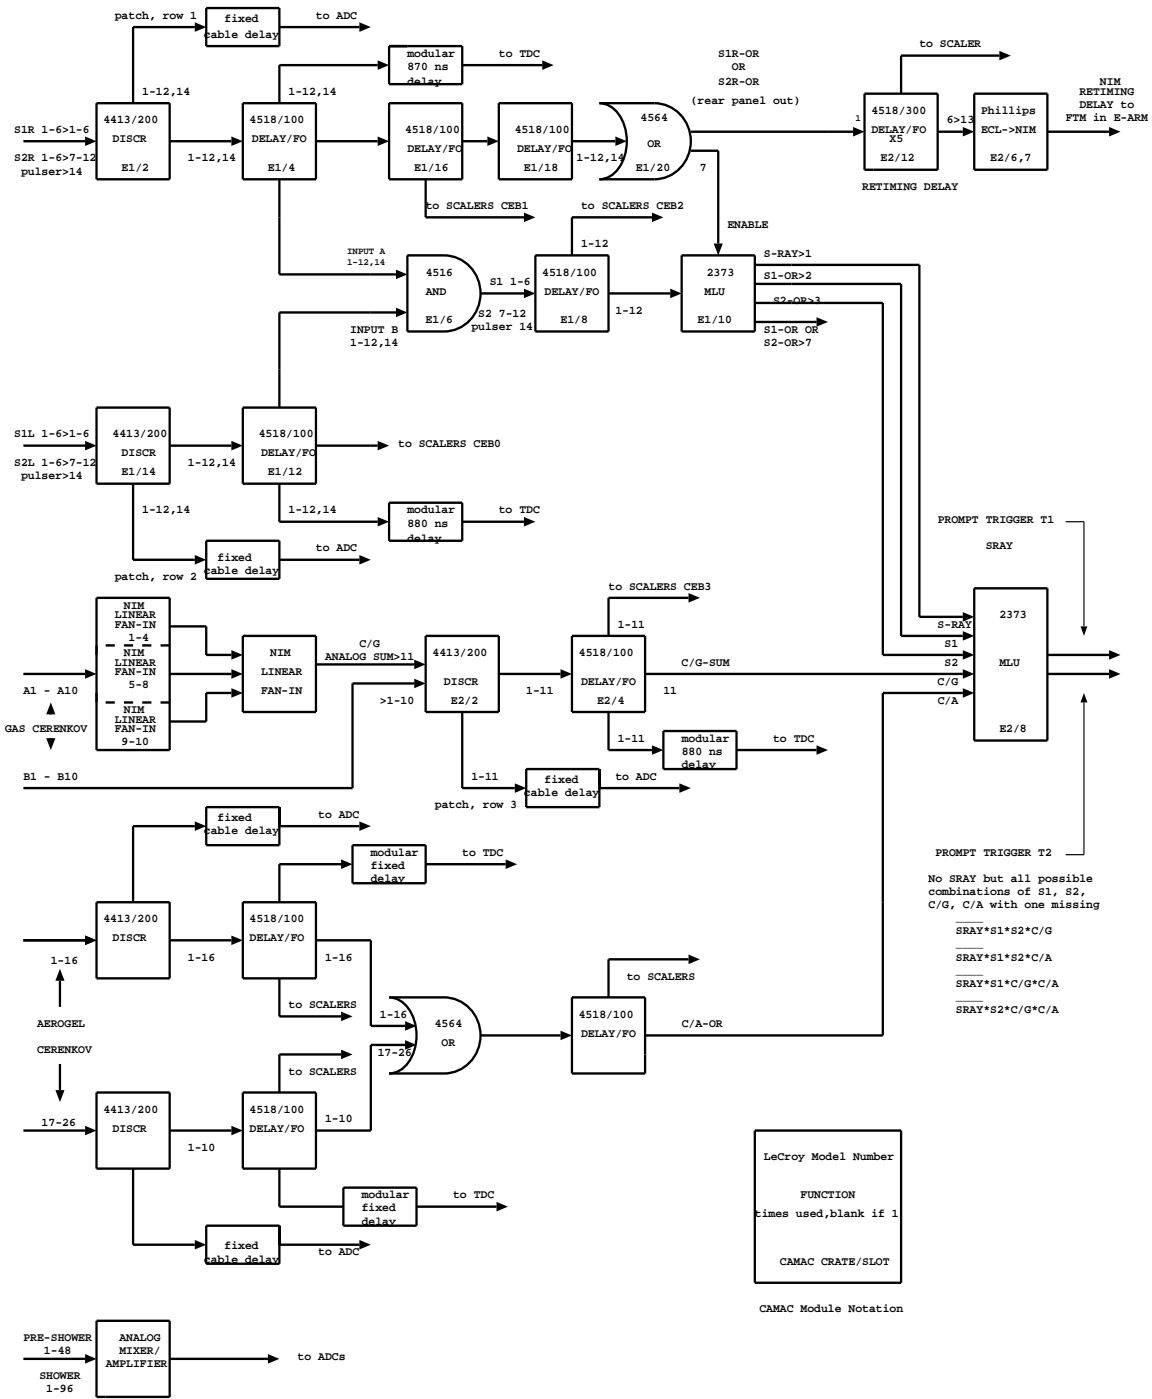 patch, row 1
fixed
cable delay
to ADC
1-12,14
modular
870 ns
delay
to TDC
1-12,14
S1R-OR
OR
S2R-OR
(rear panel out)
to SCALER
NIM
RETIMING
DELAY to
FTM in E-ARM
S1R 1-6>1-6
S2R 1-6>7-12
pulser>14
4413/200
DISCR
E1/2
1-12,14
4518/100
DELAY/FO
E1/4
4518/100
DELAY/FO
E1/16
4518/100
DELAY/FO
E1/18
1-12,14
4564
OR
E1/20
7
1
4518/300
DELAY/FO
X5
E2/12
6>13
Phillips
ECL->NIM
E2/6,7
RETIMING DELAY
to SCALERS CEB1
to SCALERS CEB2
1-12
ENABLE
INPUT A
1-12,14
4516
AND
E1/6
S1 1-6
S2 7-12
pulser 14
4518/100
DELAY/FO
E1/8
1-12
2373
MLU
E1/10
S-RAY>1
S1-OR>2
S2-OR>3
S1-OR OR
S2-OR>7
INPUT B
1-12,14
S1L 1-6>1-6
S2L 1-6>7-12
pulser>14
4413/200
DISCR
E1/14
1-12,14
4518/100
DELAY/FO
E1/12
to SCALERS CEB0
1-12,14
1-12,14
modular
880 ns
delay
to TDC
patch, row 2
fixed
cable delay
to ADC
PROMPT TRIGGER T1
SRAY
NIM
LINEAR
FAN-IN
1-4
NIM
LINEAR
FAN-IN
5-8
NIM
LINEAR
FAN-IN
9-10
A1 - A10
GAS CERENKOV
B1 - B10
NIM
LINEAR
FAN-IN
C/G
ANALOG SUM>11
>1-10
4413/200
DISCR
E2/2
1-11
to SCALERS CEB3
1-11
4518/100
DELAY/FO
E2/4
C/G-SUM
11
1-11
modular
880 ns
delay
to TDC
1-11
patch, row 3
fixed
cable delay
to ADC
S-RAY
S1
S2
C/G
C/A
2373
MLU
E2/8
PROMPT TRIGGER T2
No SRAY but all possible
combinations of S1, S2,
C/G, C/A with one missing
SRAY*S1*S2*C/G
SRAY*S1*S2*C/A
SRAY*S1*C/G*C/A
SRAY*S2*C/G*C/A
fixed
cable delay
to ADC
modular
fixed
delay
to TDC
1-16
4413/200
DISCR
1-16
4518/100
DELAY/FO
1-16
to SCALERS
AEROGEL
CERENKOV
1-16
17-26
4564
OR
to SCALERS
4518/100
DELAY/FO
C/A-OR
to SCALERS
17-26
4413/200
DISCR
1-10
4518/100
DELAY/FO
1-10
modular
fixed
delay
to TDC
fixed
cable delay
to ADC
LeCroy Model Number
FUNCTION
times used,blank if 1
CAMAC CRATE/SLOT
CAMAC Module Notation
PRE-SHOWER
1-48
SHOWER
1-96
ANALOG
MIXER/
AMPLIFIER
to ADCs